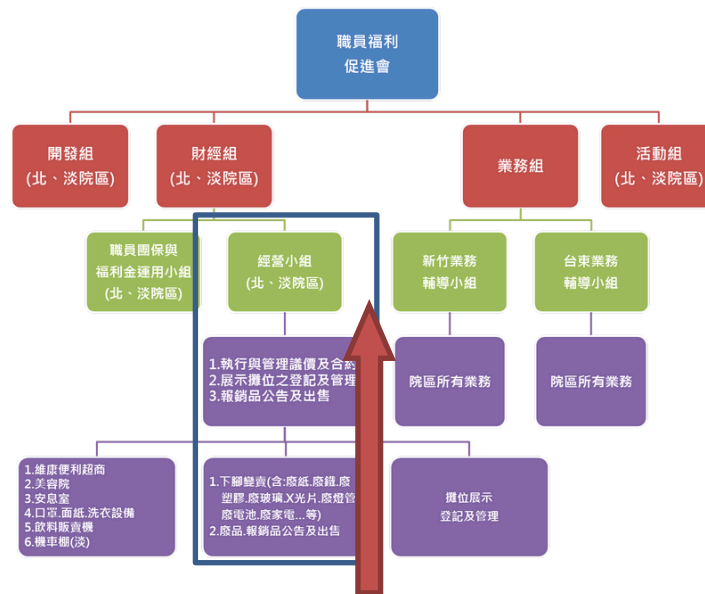 職員福利
促進會
開發組
(北、淡院區)
財經組
(北、淡院區)
業務組
活動組
(北、淡院區)
職員團保與
福利金運用小組
(北、淡院區)
經營小組
(北、淡院區)
新竹業務
輔導小組
台東業務
輔導小組
1.執行與管理議價及合約
2.展示攤位之登記及管理
3.報銷品公告及出售
院區所有業務
院區所有業務
1.維康便利超商
2.美容院
3.安息室
4.口罩.面紙.洗衣設備
5.飲料販賣機
6.機車棚(淡)
1.下腳變賣(含:廢紙.廢鐵.廢
塑膠.廢玻璃.X光片.廢燈管
廢電池.廢家電...等)
2.廢品.報銷品公告及出售
攤位展示
登記及管理